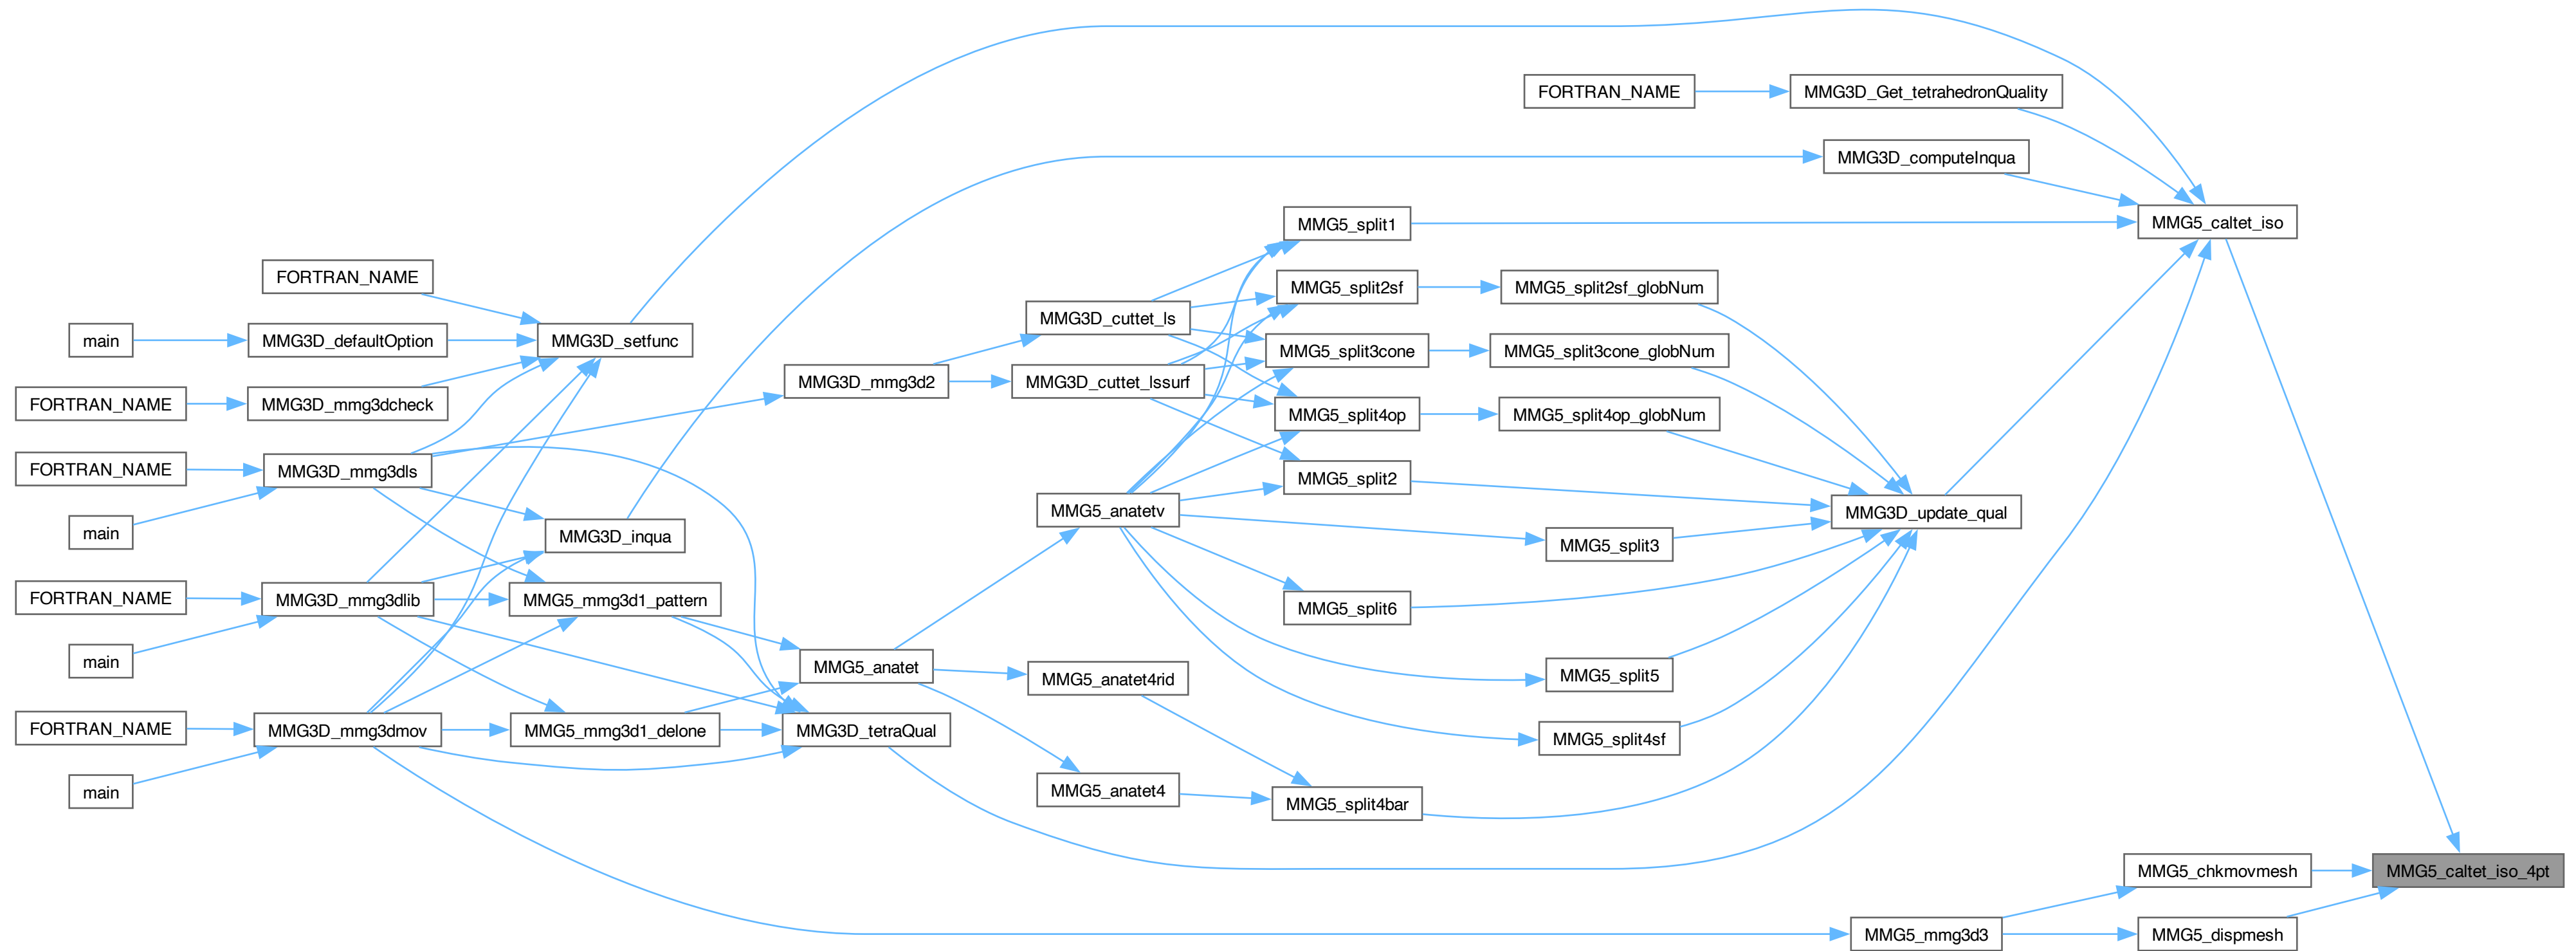 FORTRAN_NAME
MMG3D_Get_tetrahedronQuality
MMG3D_computeInqua
MMG5_split1
MMG5_caltet_iso
FORTRAN_NAME
MMG5_split2sf
MMG5_split2sf_globNum
MMG3D_cuttet_ls
main
MMG3D_defaultOption
MMG3D_setfunc
MMG5_split3cone
MMG5_split3cone_globNum
MMG3D_mmg3d2
MMG3D_cuttet_lssurf
FORTRAN_NAME
MMG3D_mmg3dcheck
MMG5_split4op
MMG5_split4op_globNum
FORTRAN_NAME
MMG3D_mmg3dls
MMG5_split2
MMG5_anatetv
MMG3D_update_qual
main
MMG3D_inqua
MMG5_split3
FORTRAN_NAME
MMG3D_mmg3dlib
MMG5_mmg3d1_pattern
MMG5_split6
main
MMG5_anatet
MMG5_anatet4rid
MMG5_split5
FORTRAN_NAME
MMG3D_mmg3dmov
MMG5_mmg3d1_delone
MMG3D_tetraQual
MMG5_split4sf
main
MMG5_anatet4
MMG5_split4bar
MMG5_chkmovmesh
MMG5_caltet_iso_4pt
MMG5_mmg3d3
MMG5_dispmesh